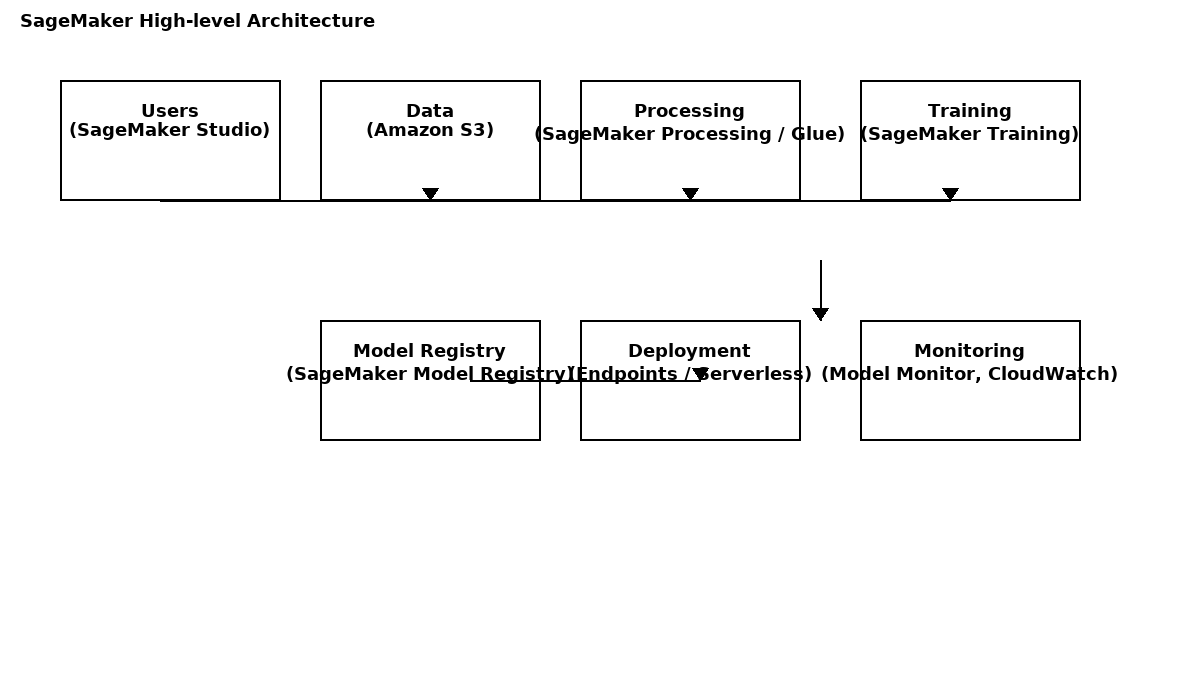 SageMaker High-level Architecture
Users
(SageMaker Studio)
Data
(Amazon S3)
Processing
(SageMaker Processing / Glue)
Training
(SageMaker Training)
Model Registry
(SageMaker Model Registry)
Deployment
(Endpoints / Serverless)
Monitoring
(Model Monitor, CloudWatch)